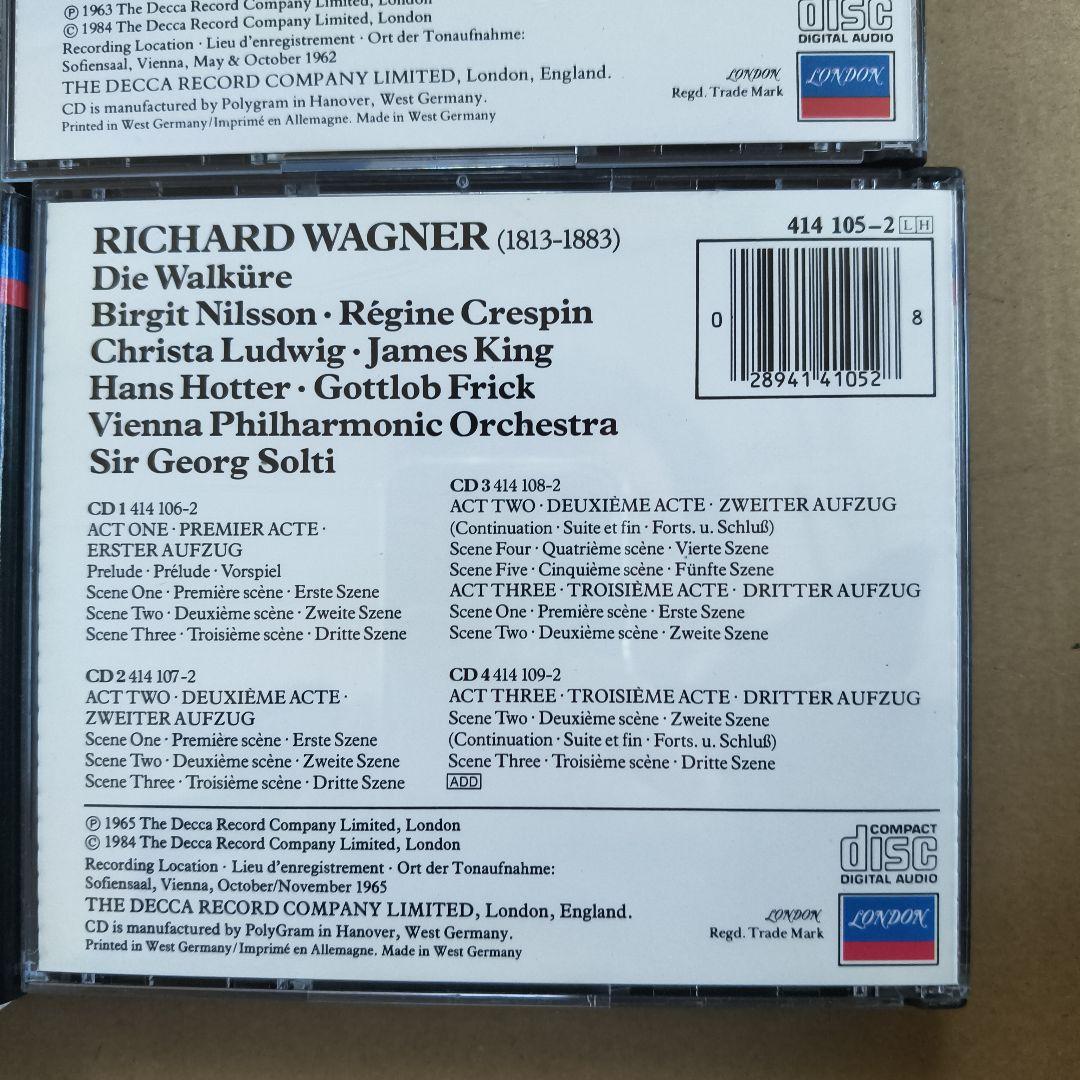 ℗ 1963 The Decca Record Company Limited, London
© 1984 The Decca Record Company Limited, London
Recording Location · Lieu d'enregistrement · Ort der Tonaufnahme:
Sofiensaal, Vienna, May & October 1962
THE DECCA RECORD COMPANY LIMITED, London, England.
CD is manufactured by Polygram in Hanover, West Germany.
Printed in West Germany/Imprimé en Allemagne. Made in West Germany
disc
DIGITAL AUDIO
LONDON
Regd. Trade Mark
LONDON
RICHARD WAGNER (1813-1883)
Die Walküre
Birgit Nilsson · Régine Crespin
Christa Ludwig · James King
Hans Hotter · Gottlob Frick
Vienna Philharmonic Orchestra
Sir Georg Solti
414 105-2 LH
0 28941 41052 8
CD 1 414 106-2
ACT ONE · PREMIER ACTE ·
ERSTER AUFZUG
Prelude · Prélude · Vorspiel
Scene One · Première scène · Erste Szene
Scene Two · Deuxième scène · Zweite Szene
Scene Three · Troisième scène · Dritte Szene
CD 2 414 107-2
ACT TWO · DEUXIÈME ACTE ·
ZWEITER AUFZUG
Scene One · Première scène · Erste Szene
Scene Two · Deuxième scène · Zweite Szene
Scene Three · Troisième scène · Dritte Szene
CD 3 414 108-2
ACT TWO · DEUXIÈME ACTE · ZWEITER AUFZUG
(Continuation · Suite et fin · Forts. u. Schluß)
Scene Four · Quatrième scène · Vierte Szene
Scene Five · Cinquième scène · Fünfte Szene
ACT THREE · TROISIÈME ACTE · DRITTER AUFZUG
Scene One · Première scène · Erste Szene
Scene Two · Deuxième scène · Zweite Szene
CD 4 414 109-2
ACT THREE · TROISIÈME ACTE · DRITTER AUFZUG
Scene Two · Deuxième scène · Zweite Szene
(Continuation · Suite et fin · Forts. u. Schluß)
Scene Three · Troisième scène · Dritte Szene
ADD
℗ 1965 The Decca Record Company Limited, London
© 1984 The Decca Record Company Limited, London
Recording Location · Lieu d'enregistrement · Ort der Tonaufnahme:
Sofiensaal, Vienna, October/November 1965
THE DECCA RECORD COMPANY LIMITED, London, England.
CD is manufactured by PolyGram in Hanover, West Germany.
Printed in West Germany/Imprimé en Allemagne. Made in West Germany
COMPACT
disc
DIGITAL AUDIO
LONDON
Regd. Trade Mark
LONDON